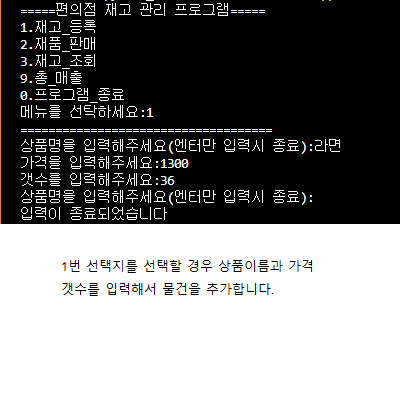 =====편의점 재고 관리 프로그램=====
1.재고_등록
2.재품_판매
3.재고_조회
9.총_매출
0.프로그램_종료
메뉴를 선탁하세요:1
====================================
상품명을 입력해주세요(엔터만 입력시 종료):라면
가격을 입력해주세요:1300
갯수를 입력해주세요:36
상품명을 입력해주세요(엔터만 입력시 종료):
입력이 종료되었습니다
1번 선택지를 선택할 경우 상품이름과 가격
갯수를 입력해서 물건을 추가합니다.